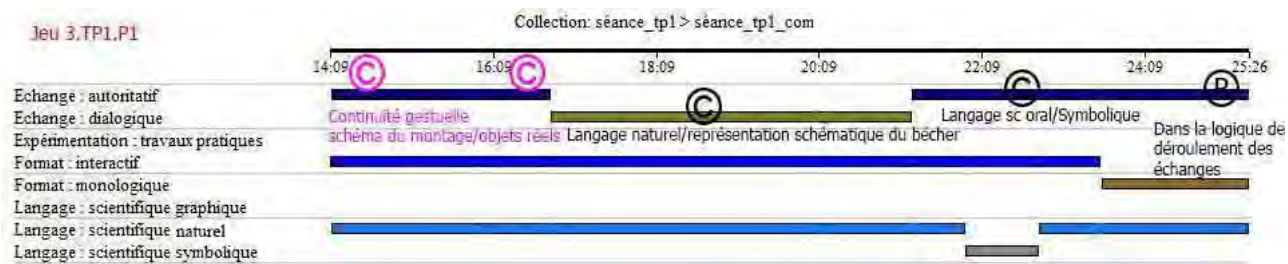 Jeu 3.TP1.P1
Collection: séance_tp1 > séance_tp1_com
14:09 16:09 18:09 20:09 22:09 24:09 25:26
C C C C R
Echange : autoritatif
Echange : dialogique
Expérimentation : travaux pratiques
Format : interactif
Format : monologique
Langage : scientifique graphique
Langage : scientifique naturel
Langage : scientifique symbolique
Continuité gestuelle
schéma du montage/objets réels
Langage naturel/représentation schématique du bécher
Langage sc oral/Symbolique
Dans la logique de
déroulement des
échanges